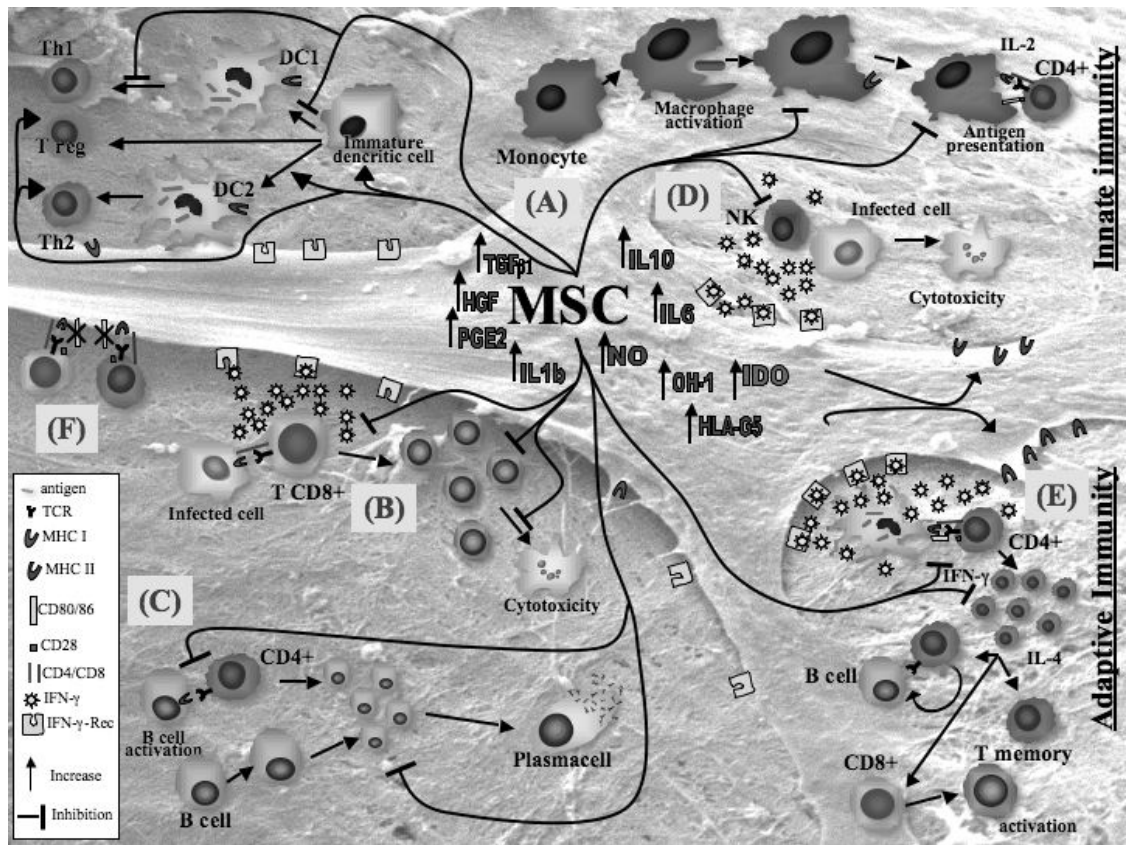 Th1
DC1
T reg
Immature
dencritic cell
DC2
Th2
Monocyte
Macrophage
activation
IL-2
CD4+
Antigen
presentation
Innate immunity
(A)
(D)
NK
Infected cell
Cytotoxicity
TGFβ1
HGF
PGE2
IL1b
MSC
IL10
IL6
NO
OH-1
IDO
HLA-G5
(F)
Infected cell
T CD8+
(B)
Cytotoxicity
(E)
CD4+
IFN-γ
IL-4
B cell
T memory
CD8+
activation
Adaptive Immunity
(C)
CD4+
B cell
activation
B cell
Plasmacell
antigen
TCR
MHC I
MHC II
CD80/86
CD28
CD4/CD8
IFN-γ
IFN-γ-Rec
Increase
Inhibition